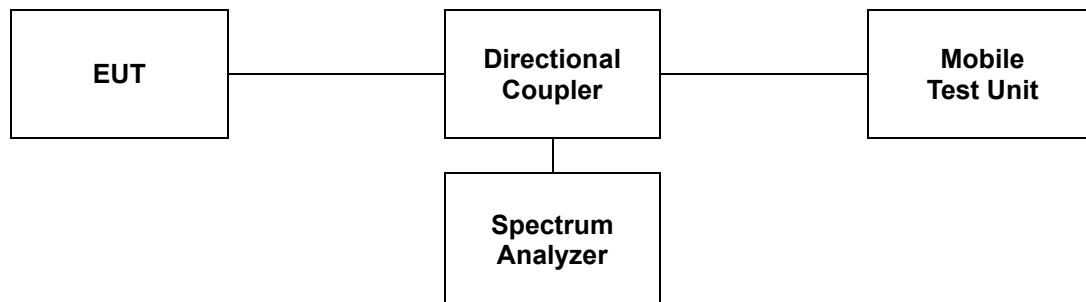 EUT
Directional
Coupler
Mobile
Test Unit
Spectrum
Analyzer